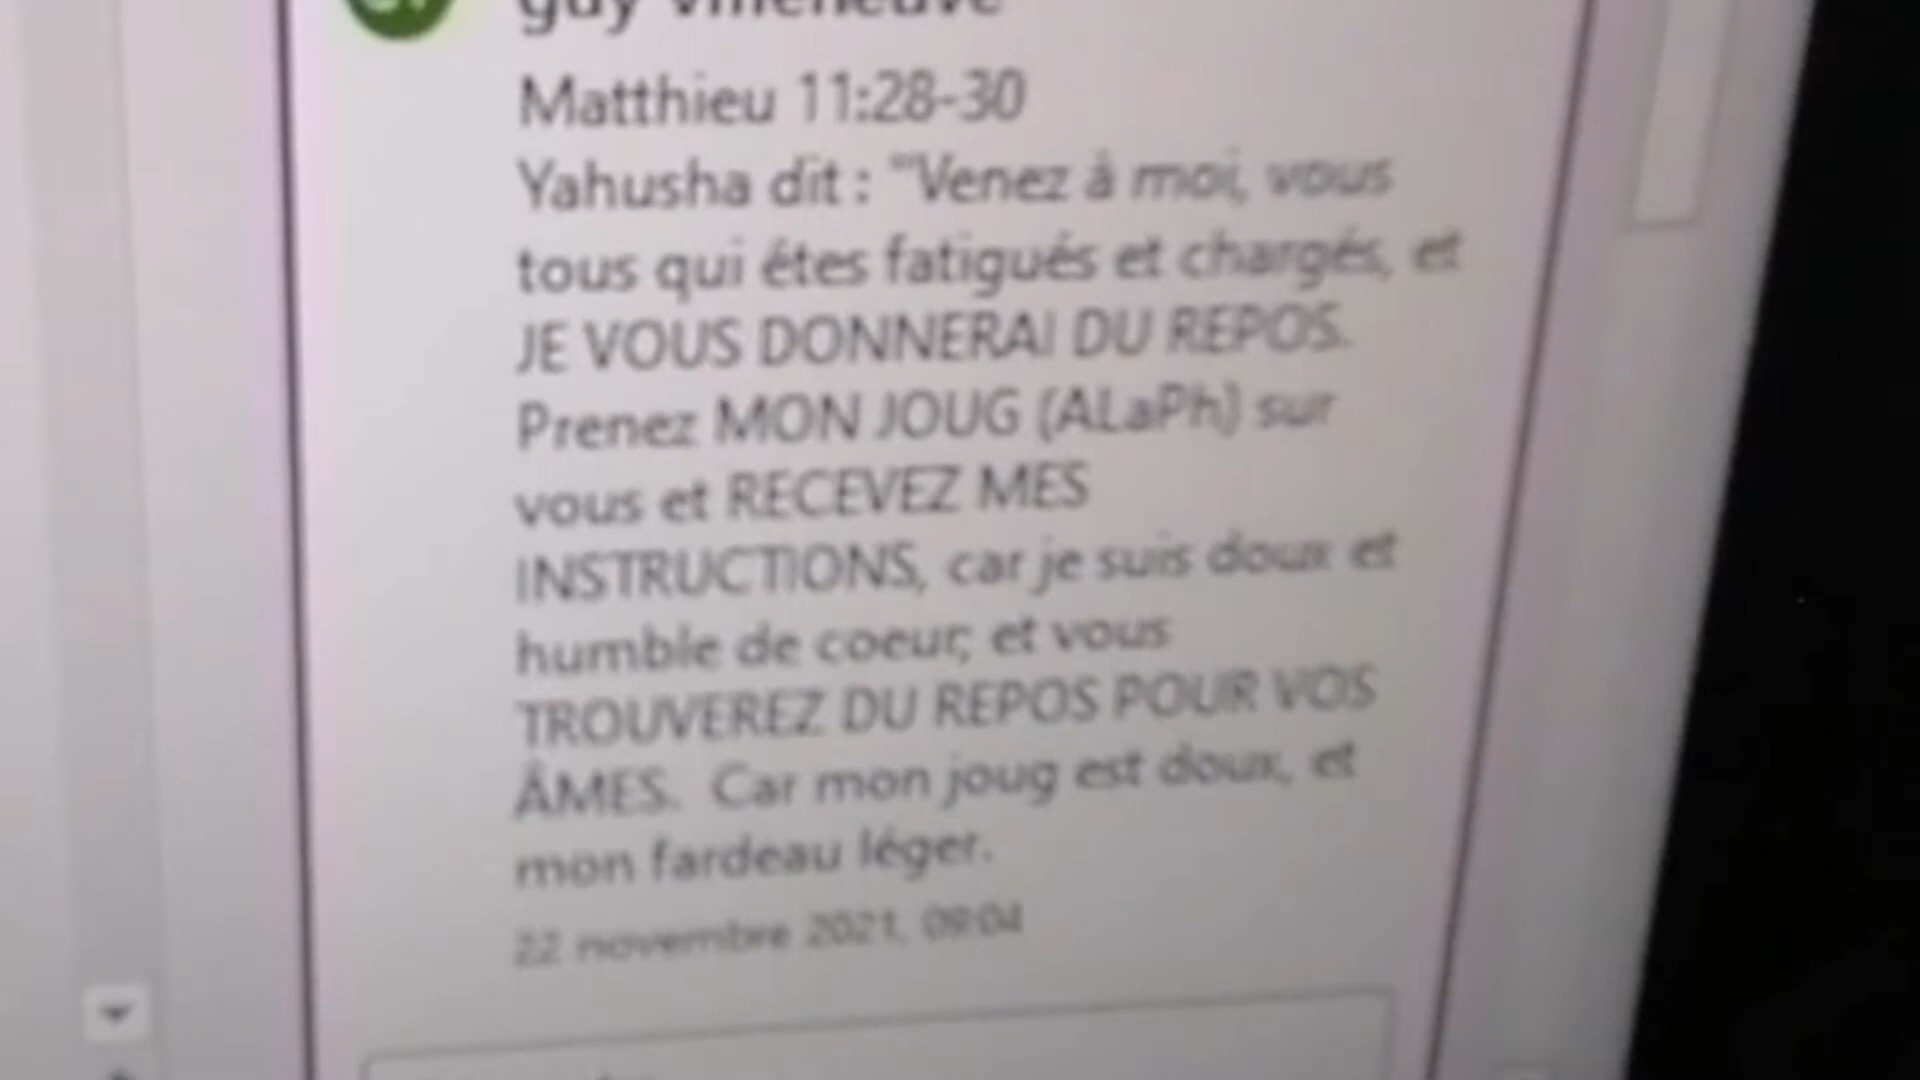 guy villeneuve
Matthieu 11:28-30
Yahusha dit : "Venez à moi, vous
tous qui êtes fatigués et chargés, et
JE VOUS DONNERAI DU REPOS.
Prenez MON JOUG (ALaPh) sur
vous et RECEVEZ MES
INSTRUCTIONS, car je suis doux et
humble de coeur; et vous
TROUVEREZ DU REPOS POUR VOS
ÂMES. Car mon joug est doux, et
mon fardeau léger.
22 novembre 2021, 09:04